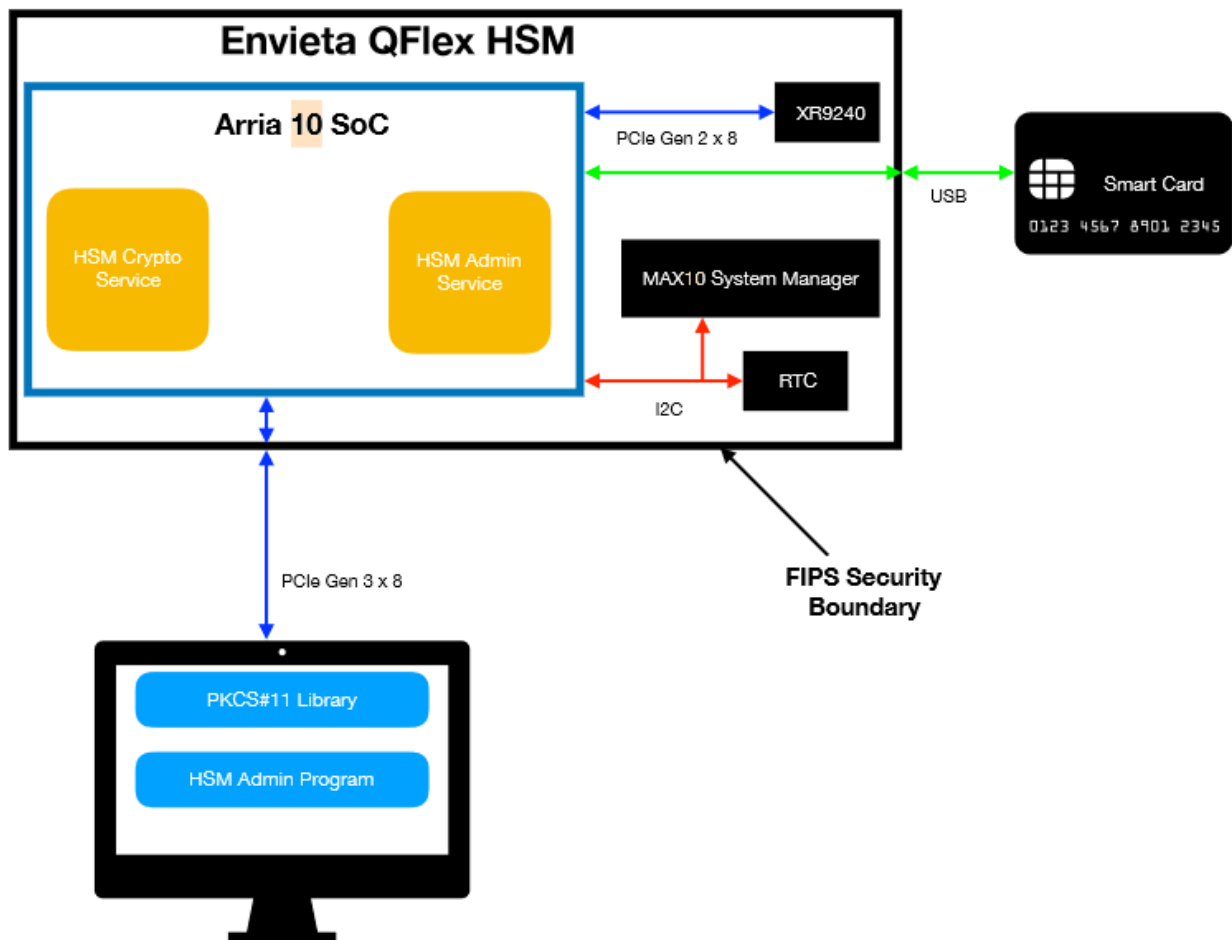 Envieta QFlex HSM
Arria 10 SoC
XR9240
PCIe Gen 2 x 8
USB
Smart Card
0123 4567 8901 2345
HSM Crypto
Service
HSM Admin
Service
MAX10 System Manager
RTC
I2C
PCIe Gen 3 x 8
FIPS Security
Boundary
PKCS#11 Library
HSM Admin Program